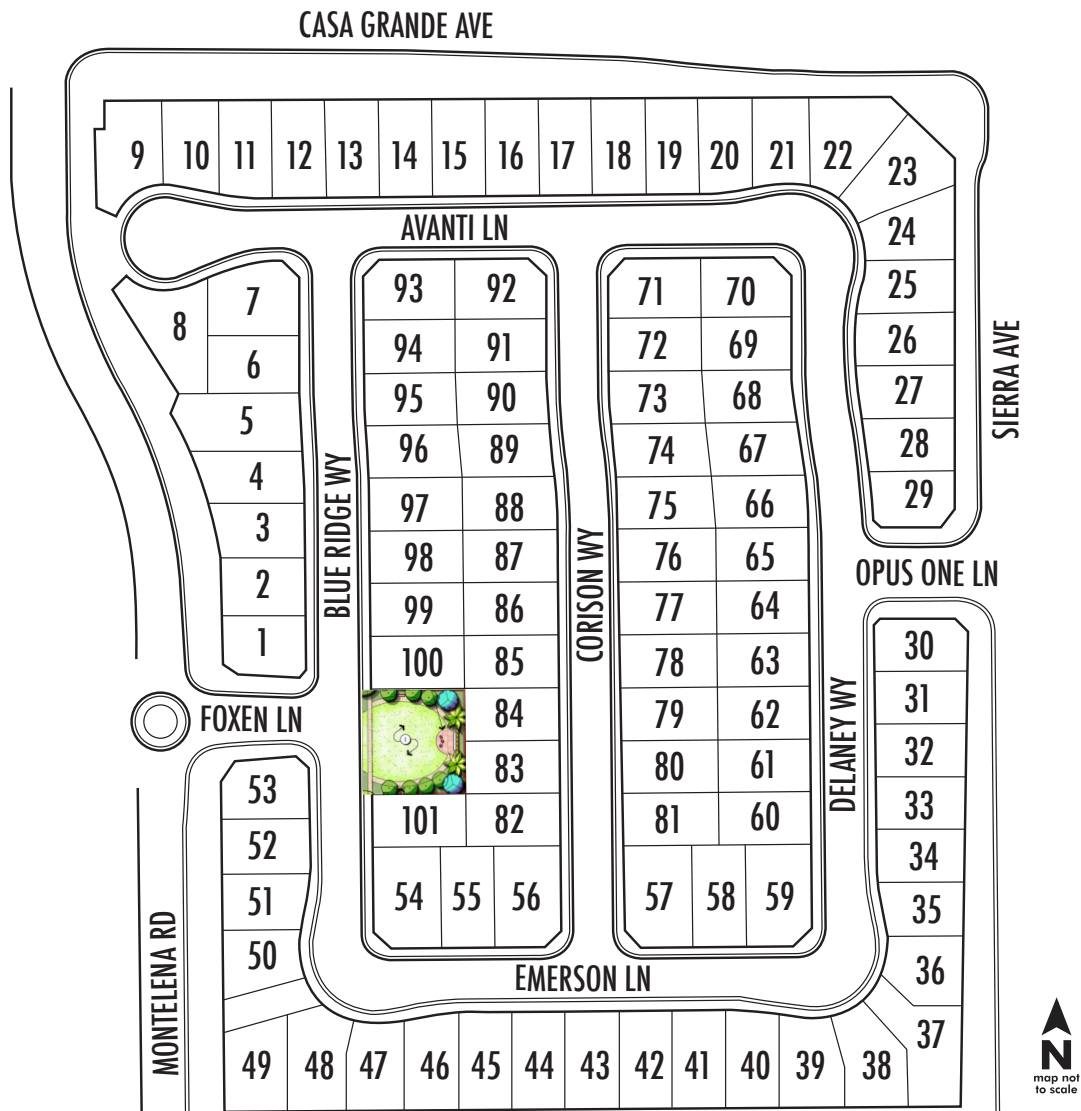 CASA GRANDE AVE
9 10 11 12 13 14 15 16 17 18 19 20 21 22
23
AVANTI LN
24
93 92 71 70 25
7
8
94 91 72 69 26
6
95 90 73 68 27
5
96 89 74 67 28
4
97 88 75 66 29
3
98 87 76 65
2
99 86 77 64
1
100 85 78 63
84 79 62
83 80 61
101 82 81 60
54 55 56 57 58 59
SIERRA AVE
BLUE RIDGE WY
CORISON WY
OPUS ONE LN
30
31
32
33
34
35
36
37
FOXEN LN
DELANEY WY
53
52
51
50
MONTELENA RD
EMERSON LN
49 48 47 46 45 44 43 42 41 40 39 38
N
map not
to scale